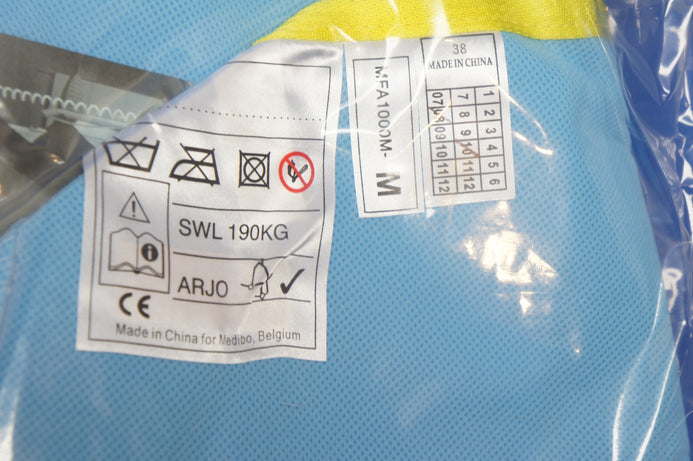 SWL 190KG
ARJO
CE
Made in China for Medibo, Belgium
MFA1000M-
M
38
MADE IN CHINA
07 08 09 10 11 12
7 8 9 10 11 12
1 2 3 4 5 6